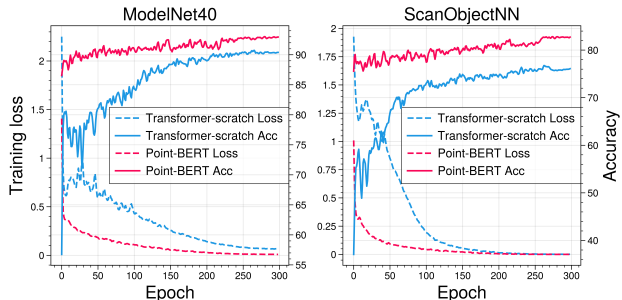 ModelNet40
ScanObjectNN
Training loss
2
1.5
1
0.5
0
Transformer-scratch Loss
Transformer-scratch Acc
Point-BERT Loss
Point-BERT Acc
90
85
80
75
70
65
60
55
0 50 100 150 200 250 300
Epoch
2
1.75
1.5
1.25
1
0.75
0.5
0.25
0
Transformer-scratch Loss
Transformer-scratch Acc
Point-BERT Loss
Point-BERT Acc
80
70
60
50
40
Accuracy
0 50 100 150 200 250 300
Epoch